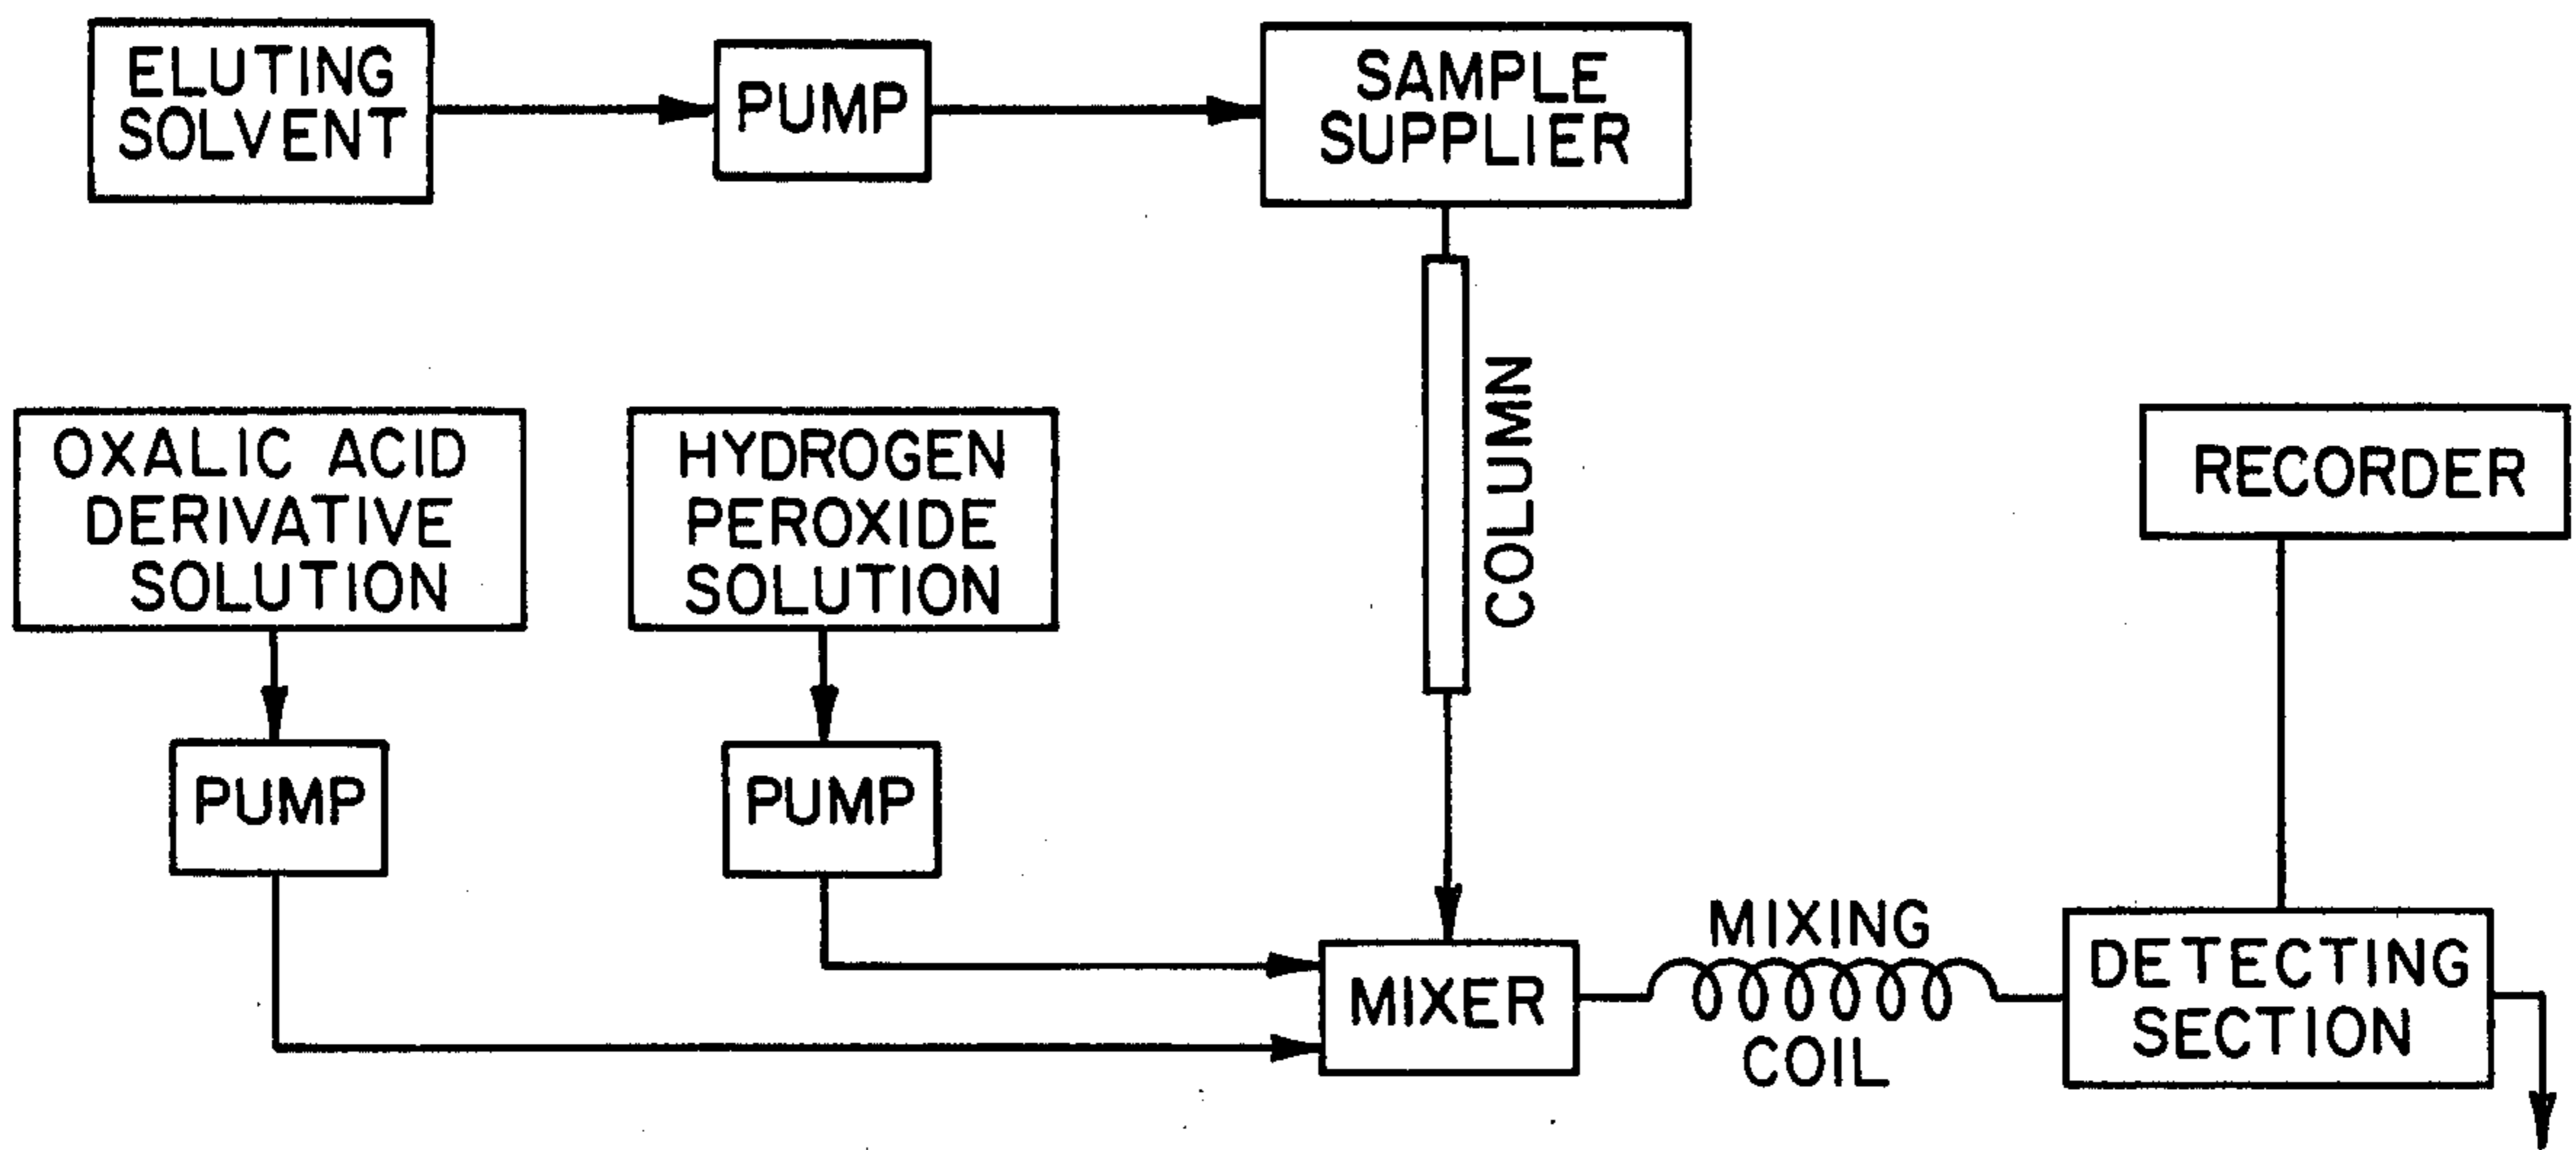 ELUTING
SOLVENT
PUMP
SAMPLE
SUPPLIER
COLUMN
OXALIC ACID
DERIVATIVE
SOLUTION
HYDROGEN
PEROXIDE
SOLUTION
RECORDER
PUMP
PUMP
MIXER
MIXING
COIL
DETECTING
SECTION